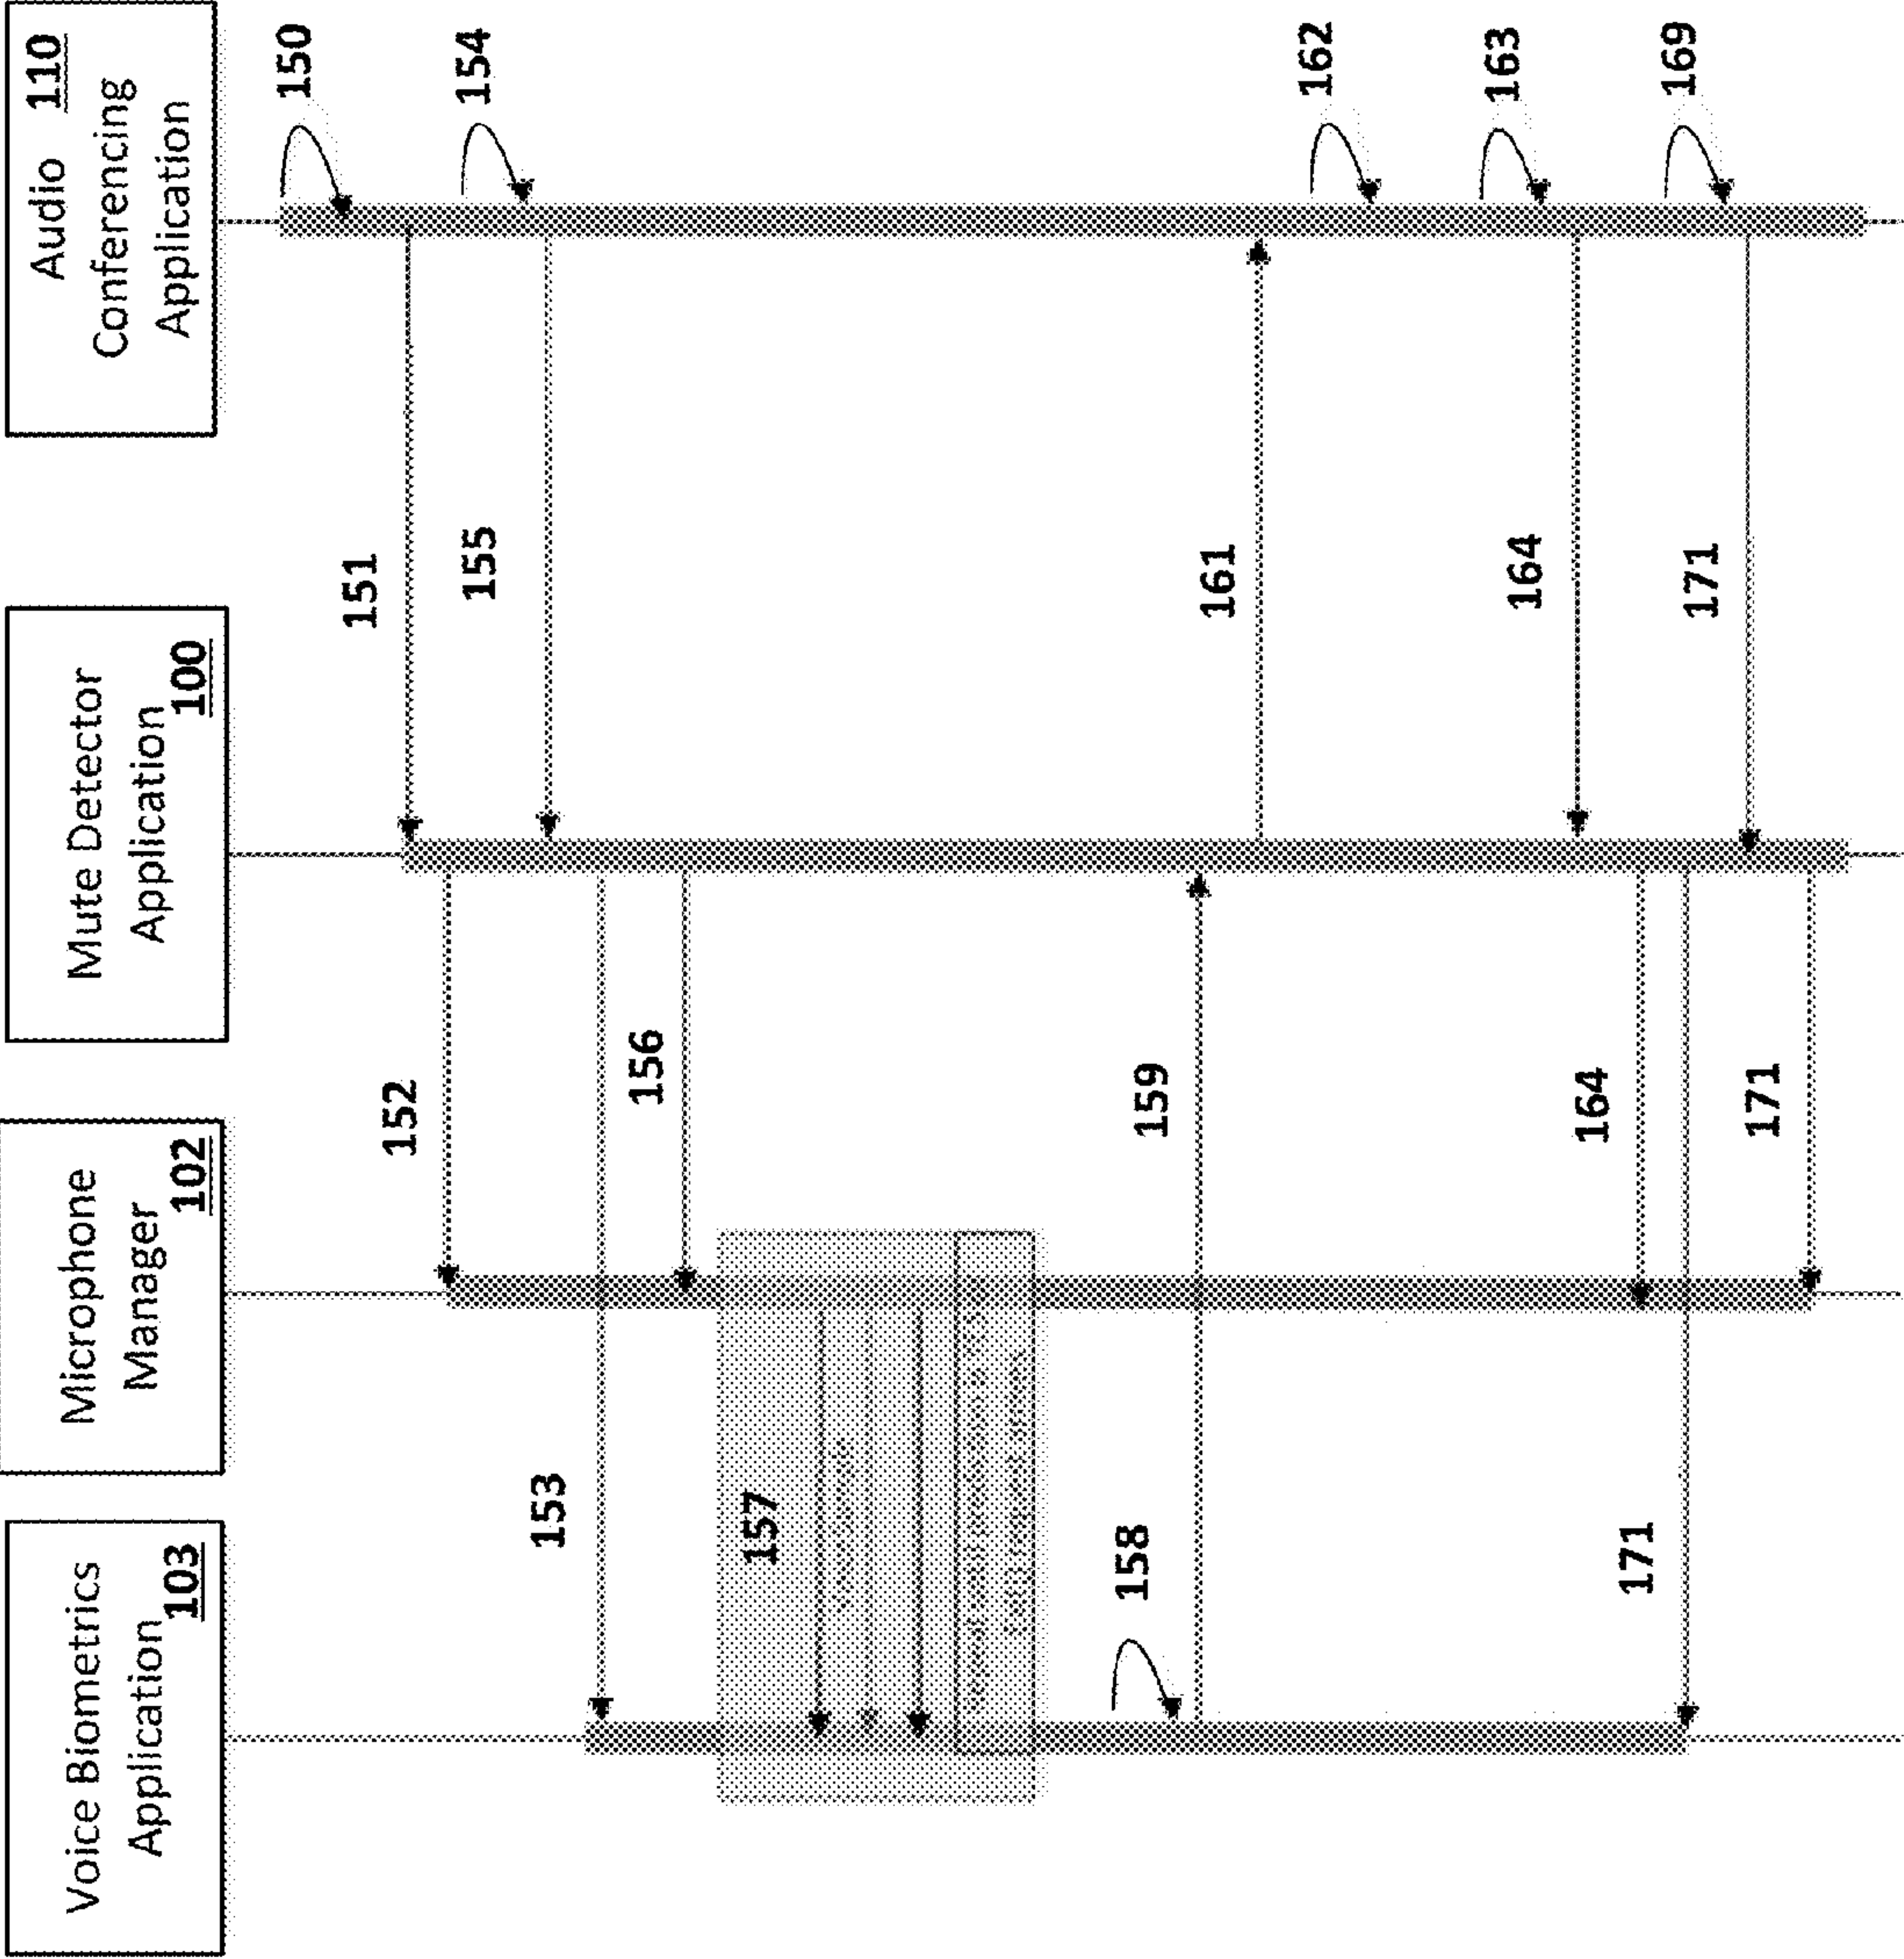 Voice Biometrics
Application
103
Microphone
Manager
102
Mute Detector
Application
100
Audio 110
Conferencing
Application
150
151
152
154
155
153
156
157
158
159
161
162
163
164
164
171
169
171
171